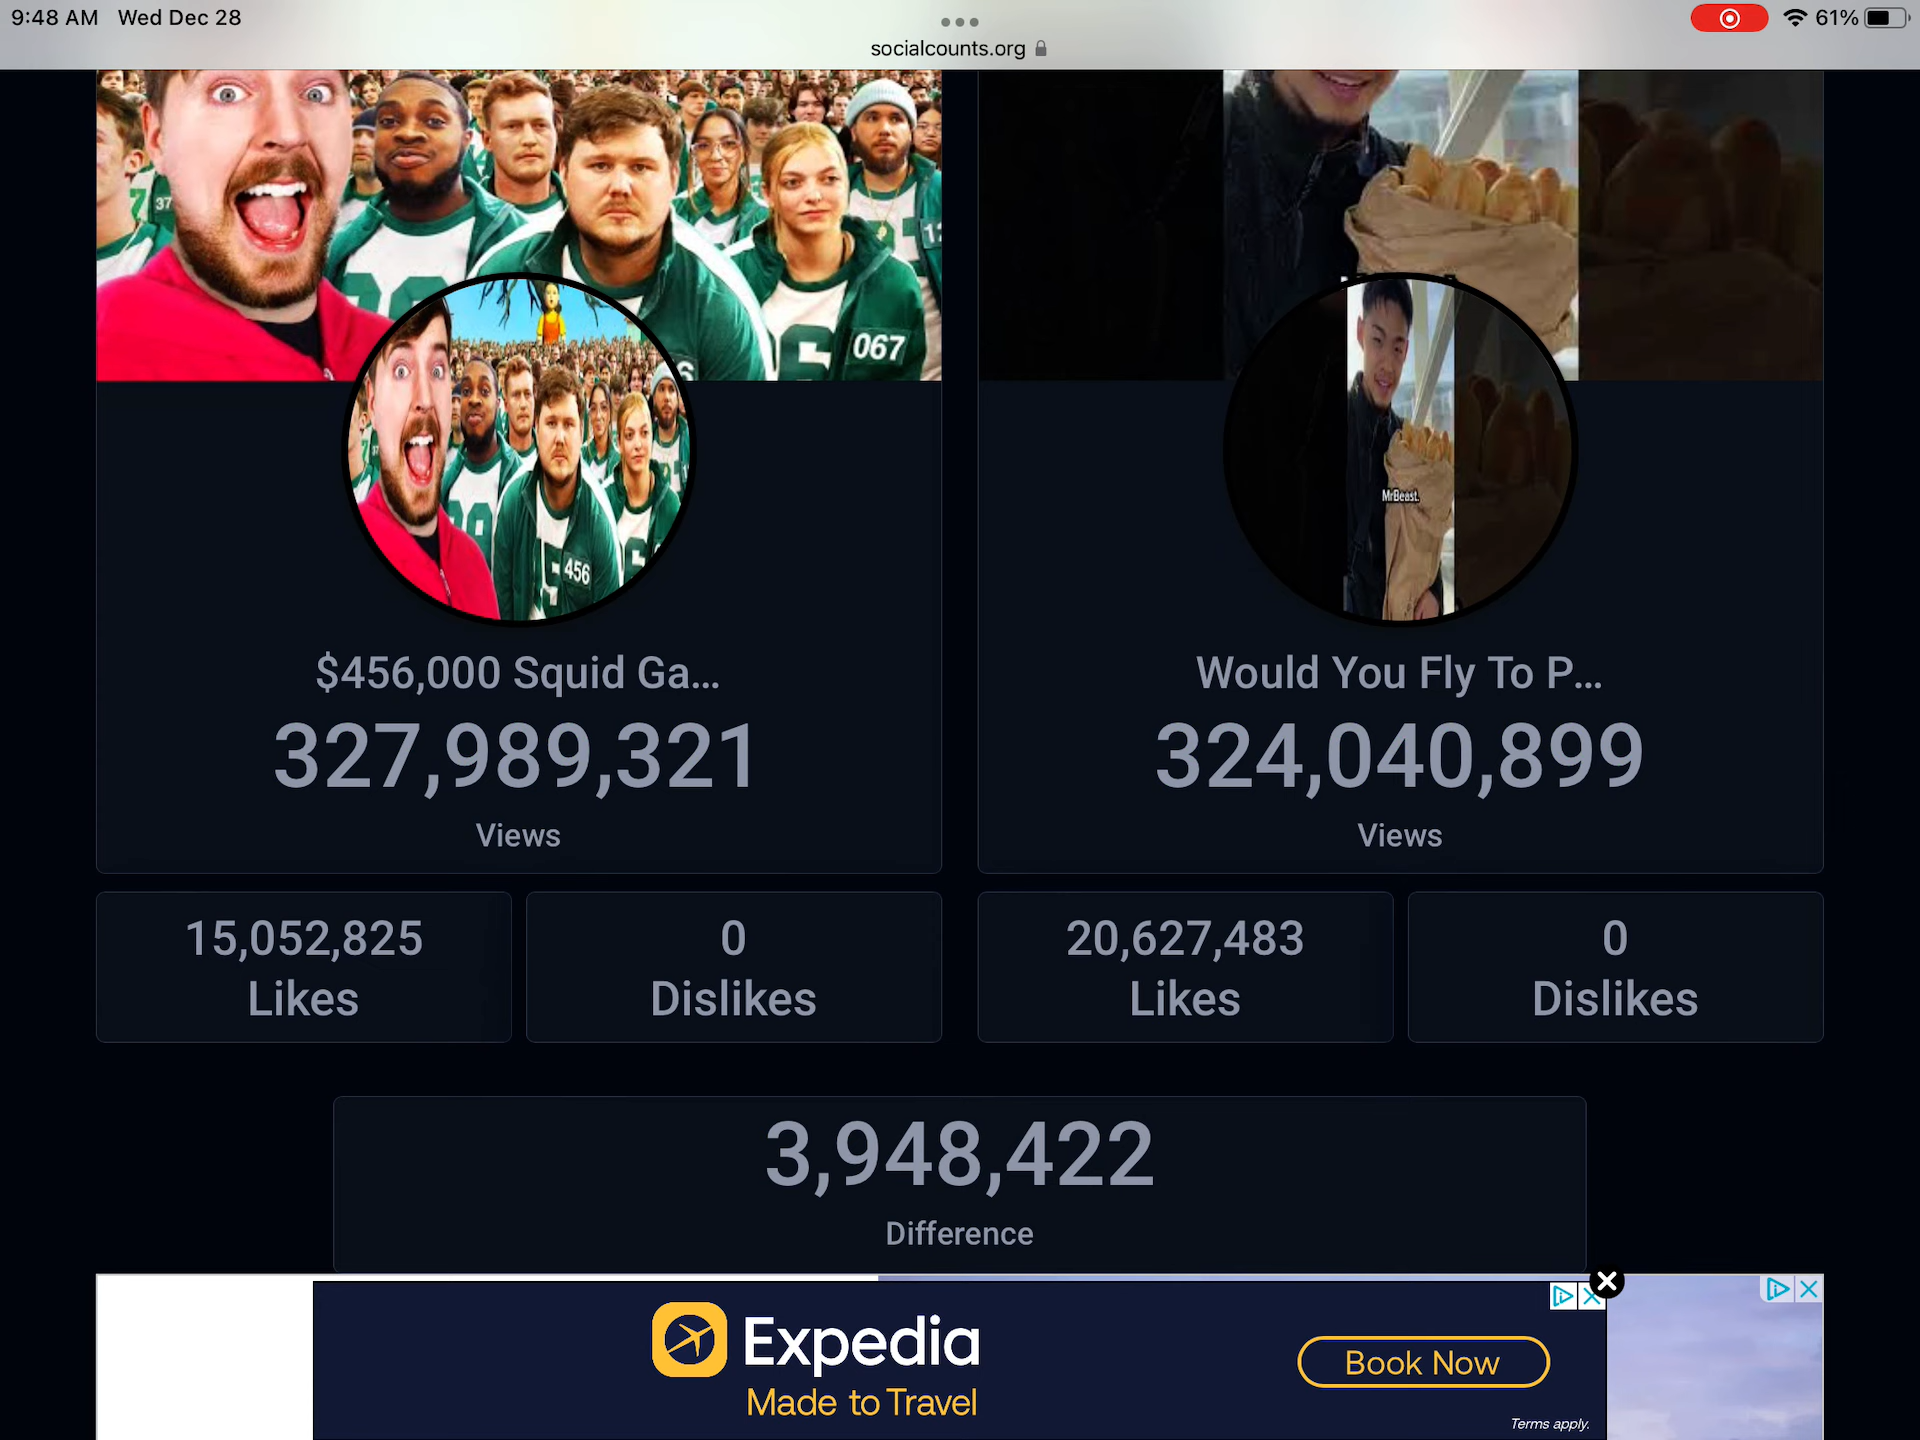 9:48 AM Wed Dec 28
61%
socialcounts.org
37
067
456
MrBeast.
$456,000 Squid Ga...
327,989,321
Views
Would You Fly To P...
324,040,899
Views
15,052,825
Likes
0
Dislikes
20,627,483
Likes
0
Dislikes
3,948,422
Difference
Expedia
Made to Travel
Book Now
Terms apply.